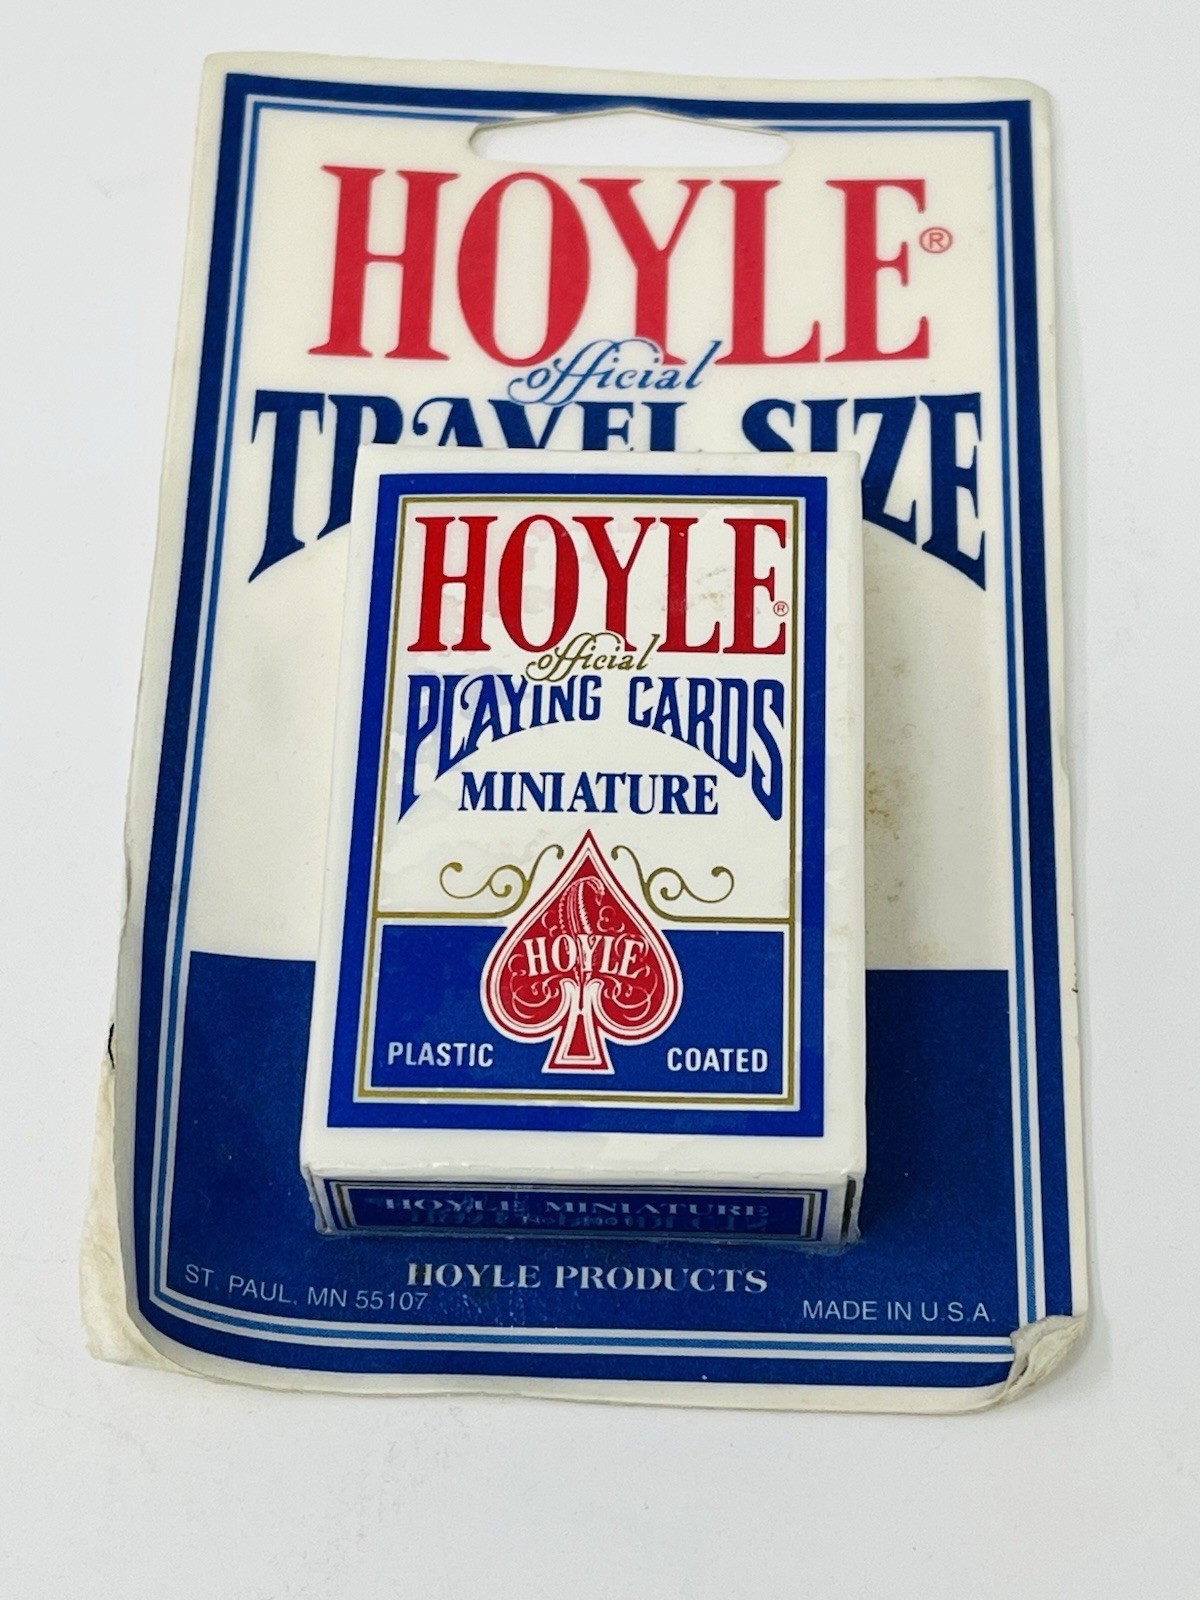 HOYLE®
official
TRAVEL SIZE
HOYLE®
official
PLAYING CARDS
MINIATURE
HOYLE
PLASTIC COATED
HOYLE MINIATURE
HOYLE PRODUCTS
ST. PAUL, MN 55107
MADE IN U.S.A.